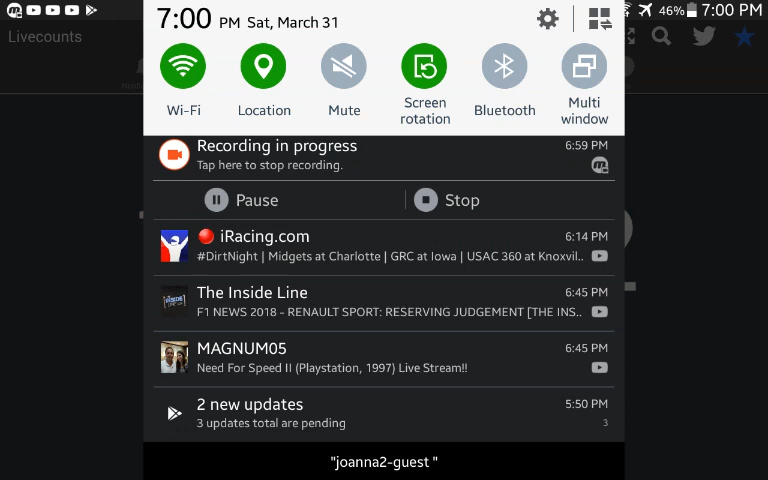 46% 7:00 PM
7:00 PM Sat, March 31
Livecounts
Wi-Fi
Location
Mute
Screen rotation
Bluetooth
Multi window
Recording in progress 6:59 PM
Tap here to stop recording.
Pause Stop
iRacing.com 6:14 PM
#DirtNight | Midgets at Charlotte | GRC at Iowa | USAC 360 at Knoxvil..
The Inside Line 6:45 PM
F1 NEWS 2018 - RENAULT SPORT: RESERVING JUDGEMENT [THE INS..
MAGNUM05 6:45 PM
Need For Speed II (Playstation, 1997) Live Stream!!
2 new updates 5:50 PM
3 updates total are pending 3
"joanna2-guest "